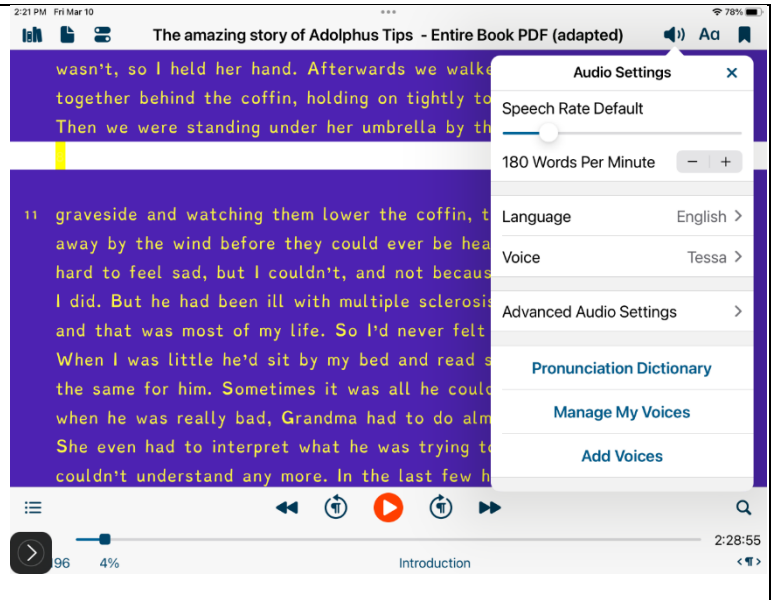 2:21 PM Fri Mar 10
78%
The amazing story of Adolphus Tips - Entire Book PDF (adapted)
Aa
wasn't, so I held her hand. Afterwards we walke
together behind the coffin, holding on tightly to
Then we were standing under her umbrella by th
11 graveside and watching them lower the coffin, t
away by the wind before they could ever be hea
hard to feel sad, but I couldn't, and not becaus
I did. But he had been ill with multiple sclerosis
and that was most of my life. So I'd never felt
When I was little he'd sit by my bed and read s
the same for him. Sometimes it was all he could
when he was really bad, Grandma had to do alm
She even had to interpret what he was trying to
couldn't understand any more. In the last few h
Audio Settings
Speech Rate Default
180 Words Per Minute
- +
Language English >
Voice Tessa >
Advanced Audio Settings >
Pronunciation Dictionary
Manage My Voices
Add Voices
2:28:55
96 4% Introduction <¶>